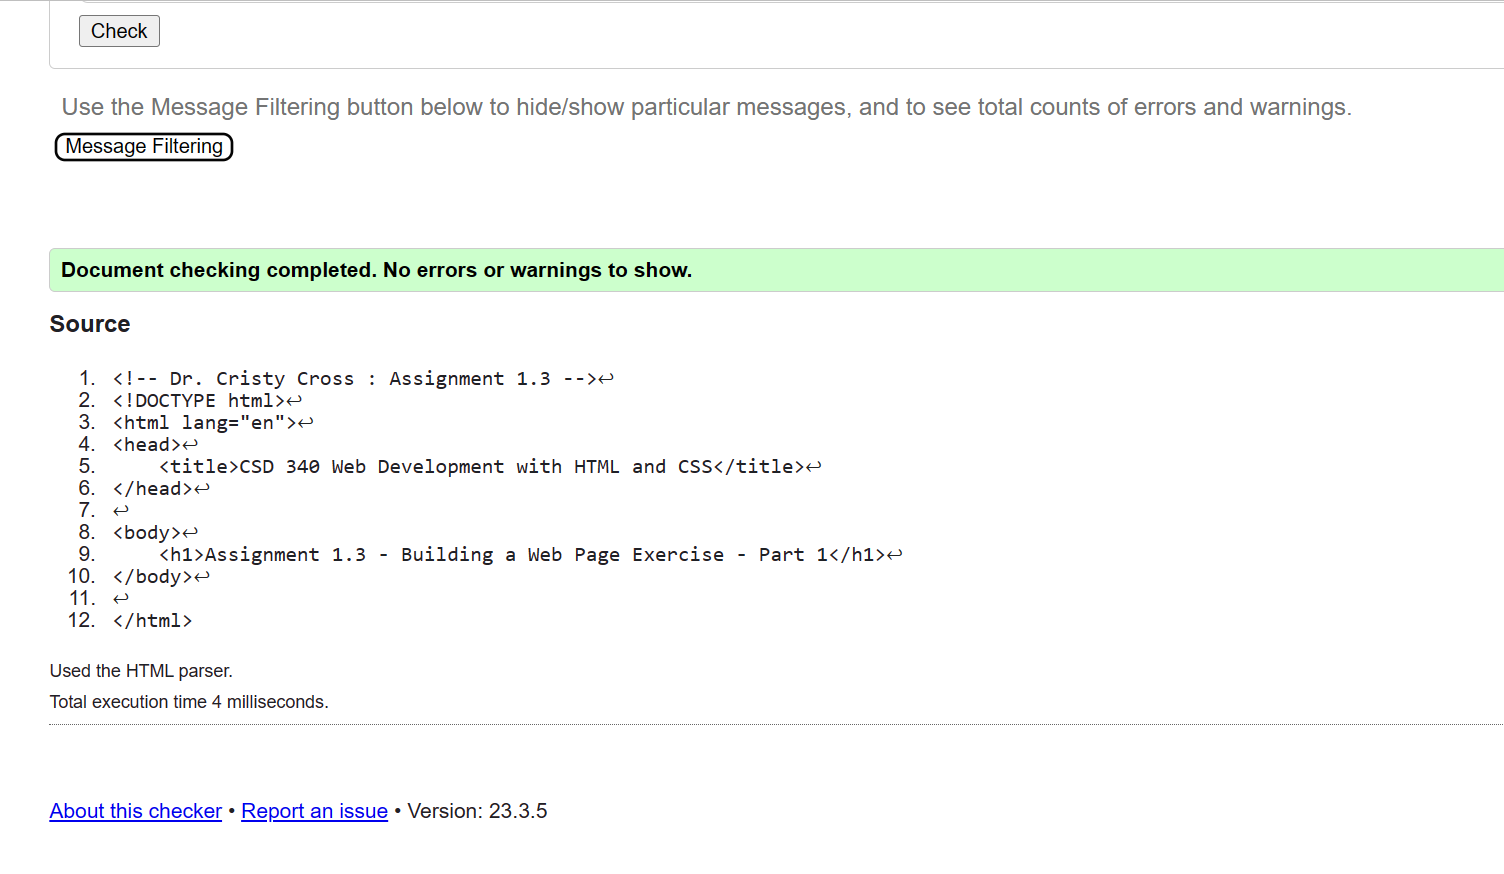 Check
Use the Message Filtering button below to hide/show particular messages, and to see total counts of errors and warnings.
Message Filtering
Document checking completed. No errors or warnings to show.
Source
1. <!-- Dr. Cristy Cross : Assignment 1.3 -->↩
2. <!DOCTYPE html>↩
3. <html lang="en">↩
4. <head>↩
5.     <title>CSD 340 Web Development with HTML and CSS</title>↩
6. </head>↩
7. ↩
8. <body>↩
9.     <h1>Assignment 1.3 - Building a Web Page Exercise - Part 1</h1>↩
10. </body>↩
11. ↩
12. </html>
Used the HTML parser.
Total execution time 4 milliseconds.
About this checker • Report an issue • Version: 23.3.5